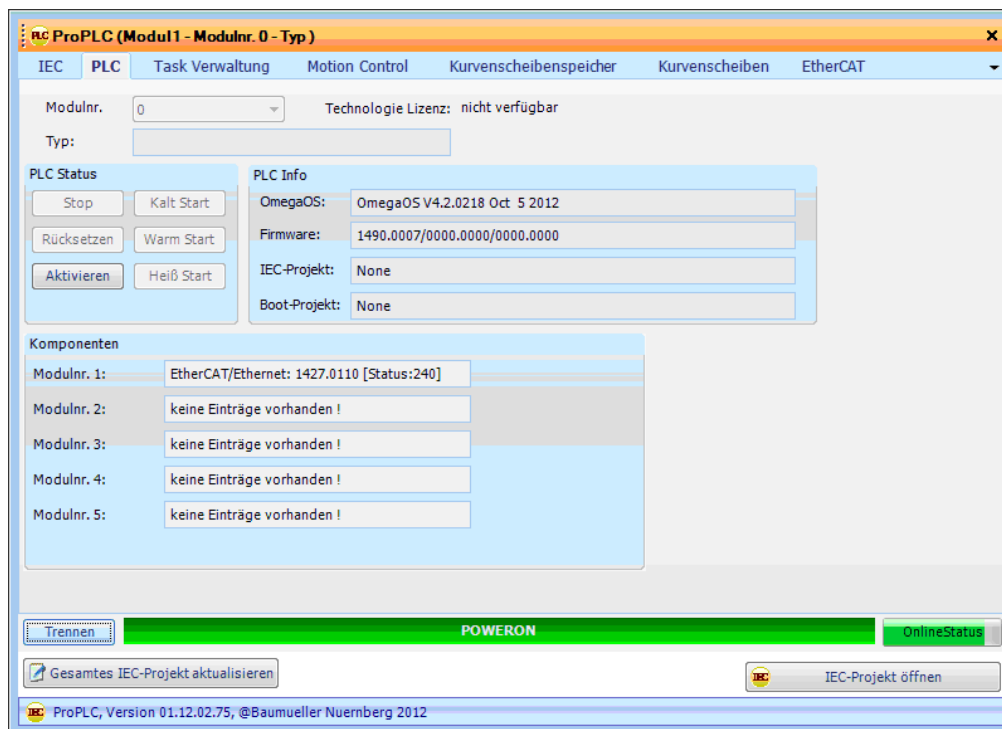 PLC ProPLC (Modul1 - Modulnr. 0 - Typ )
IEC PLC Task Verwaltung Motion Control Kurvenscheibenspeicher Kurvenscheiben EtherCAT
Modulnr. 0 Technologie Lizenz: nicht verfügbar
Typ:
PLC Status
Stop Kalt Start
Rücksetzen Warm Start
Aktivieren Heiß Start
PLC Info
OmegaOS: OmegaOS V4.2.0218 Oct 5 2012
Firmware: 1490.0007/0000.0000/0000.0000
IEC-Projekt: None
Boot-Projekt: None
Komponenten
Modulnr. 1: EtherCAT/Ethernet: 1427.0110 [Status:240]
Modulnr. 2: keine Einträge vorhanden !
Modulnr. 3: keine Einträge vorhanden !
Modulnr. 4: keine Einträge vorhanden !
Modulnr. 5: keine Einträge vorhanden !
Trennen POWERON OnlineStatus
Gesamtes IEC-Projekt aktualisieren IEC IEC-Projekt öffnen
IEC ProPLC, Version 01.12.02.75, @Baumueller Nuernberg 2012